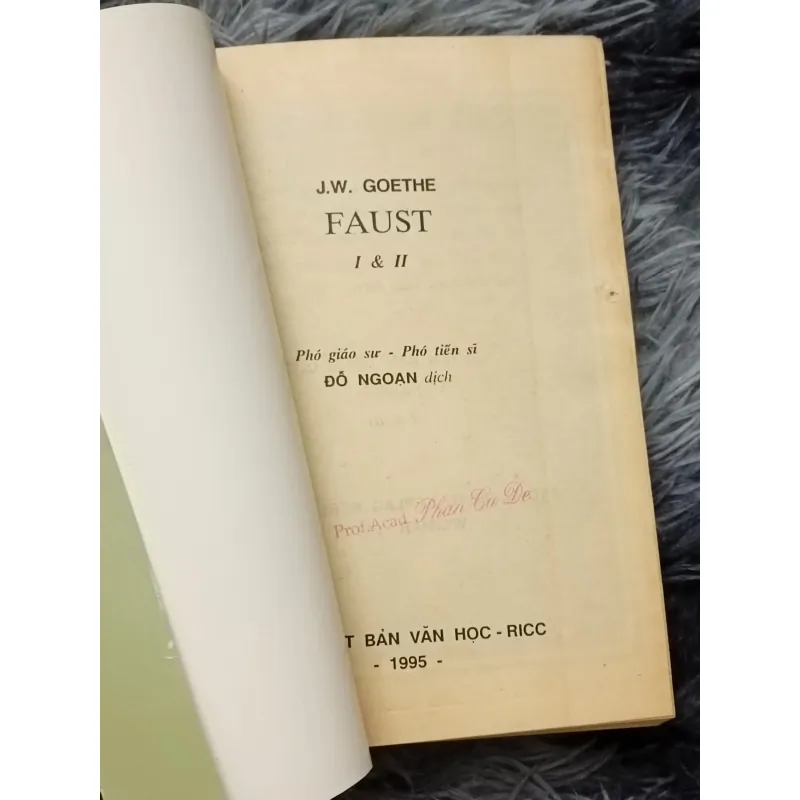 J.W. GOETHE
FAUST
I & II
Phó giáo sư - Phó tiến sĩ
ĐỖ NGOẠN dịch
Prof.Acad. Phan Cu De
T BẢN VĂN HỌC - RICC
- 1995 -